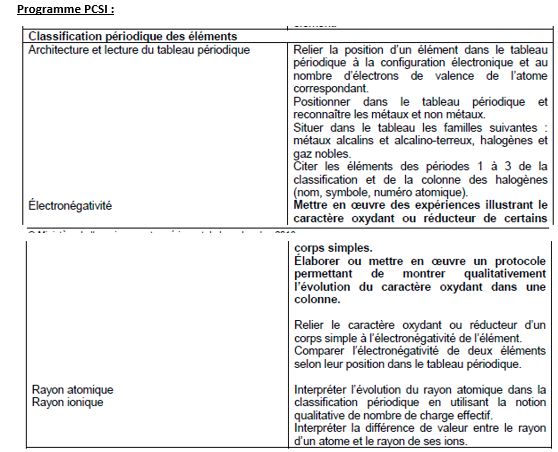 Programme PCSI :
Classification périodique des éléments
Architecture et lecture du tableau périodique
Relier la position d'un élément dans le tableau
périodique à la configuration électronique et au
nombre d'électrons de valence de l'atome
correspondant.
Positionner dans le tableau périodique et
reconnaître les métaux et non métaux.
Situer dans le tableau les familles suivantes :
métaux alcalins et alcalino-terreux, halogènes et
gaz nobles.
Citer les éléments des périodes 1 à 3 de la
classification et de la colonne des halogènes
(nom, symbole, numéro atomique).
Électronégativité
Mettre en œuvre des expériences illustrant le
caractère oxydant ou réducteur de certains
corps simples.
Élaborer ou mettre en œuvre un protocole
permettant de montrer qualitativement
l'évolution du caractère oxydant dans une
colonne.
Relier le caractère oxydant ou réducteur d'un
corps simple à l'électronégativité de l'élément.
Comparer l'électronégativité de deux éléments
selon leur position dans le tableau périodique.
Rayon atomique
Rayon ionique
Interpréter l'évolution du rayon atomique dans la
classification périodique en utilisant la notion
qualitative de nombre de charge effectif.
Interpréter la différence de valeur entre le rayon
d'un atome et le rayon de ses ions.